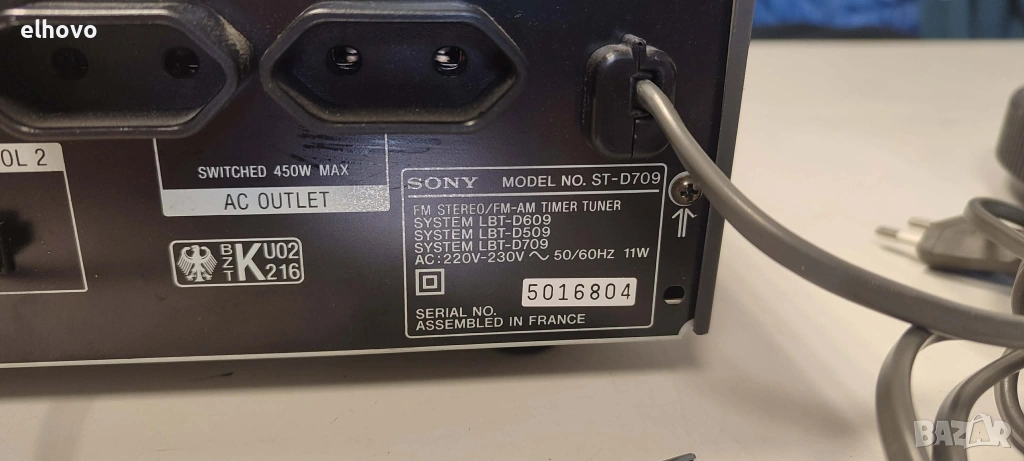 elhovo
OL 2
SWITCHED 450W MAX
AC OUTLET
BZT K U02 216
SONY MODEL NO. ST-D709
FM STEREO/FM-AM TIMER TUNER
SYSTEM LBT-D609
SYSTEM LBT-D509
SYSTEM LBT-D709
AC:220V-230V ~ 50/60HZ 11W
5016804
SERIAL NO.
ASSEMBLED IN FRANCE
BAZAR